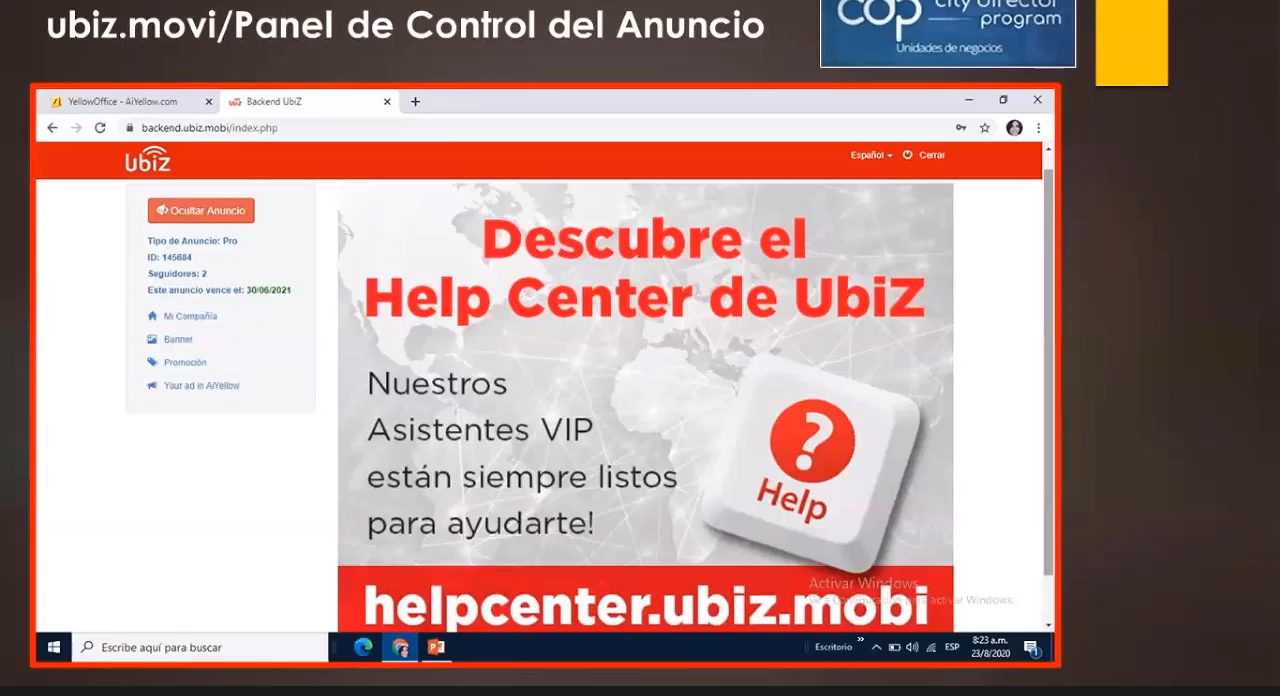 ubiz.movi/Panel de Control del Anuncio
cop city director
program
Unidades de negocios
YellowOffice - AiYellow.com
Backend UbiZ
backend.ubiz.mobi/index.php
ubiz
Español
Cerrar
Ocultar Anuncio
Tipo de Anuncio: Pro
ID: 145684
Seguidores: 2
Este anuncio vence el: 30/06/2021
Mi Compañía
Banner
Promoción
Your ad in AiYellow
Descubre el
Help Center de UbiZ
Nuestros
Asistentes VIP
están siempre listos
para ayudarte!
?
Help
helpcenter.ubiz.mobi
Activar Windows
activar Windows.
Escribe aquí para buscar
Escritorio
ESP
8:23 a.m.
23/8/2020
1